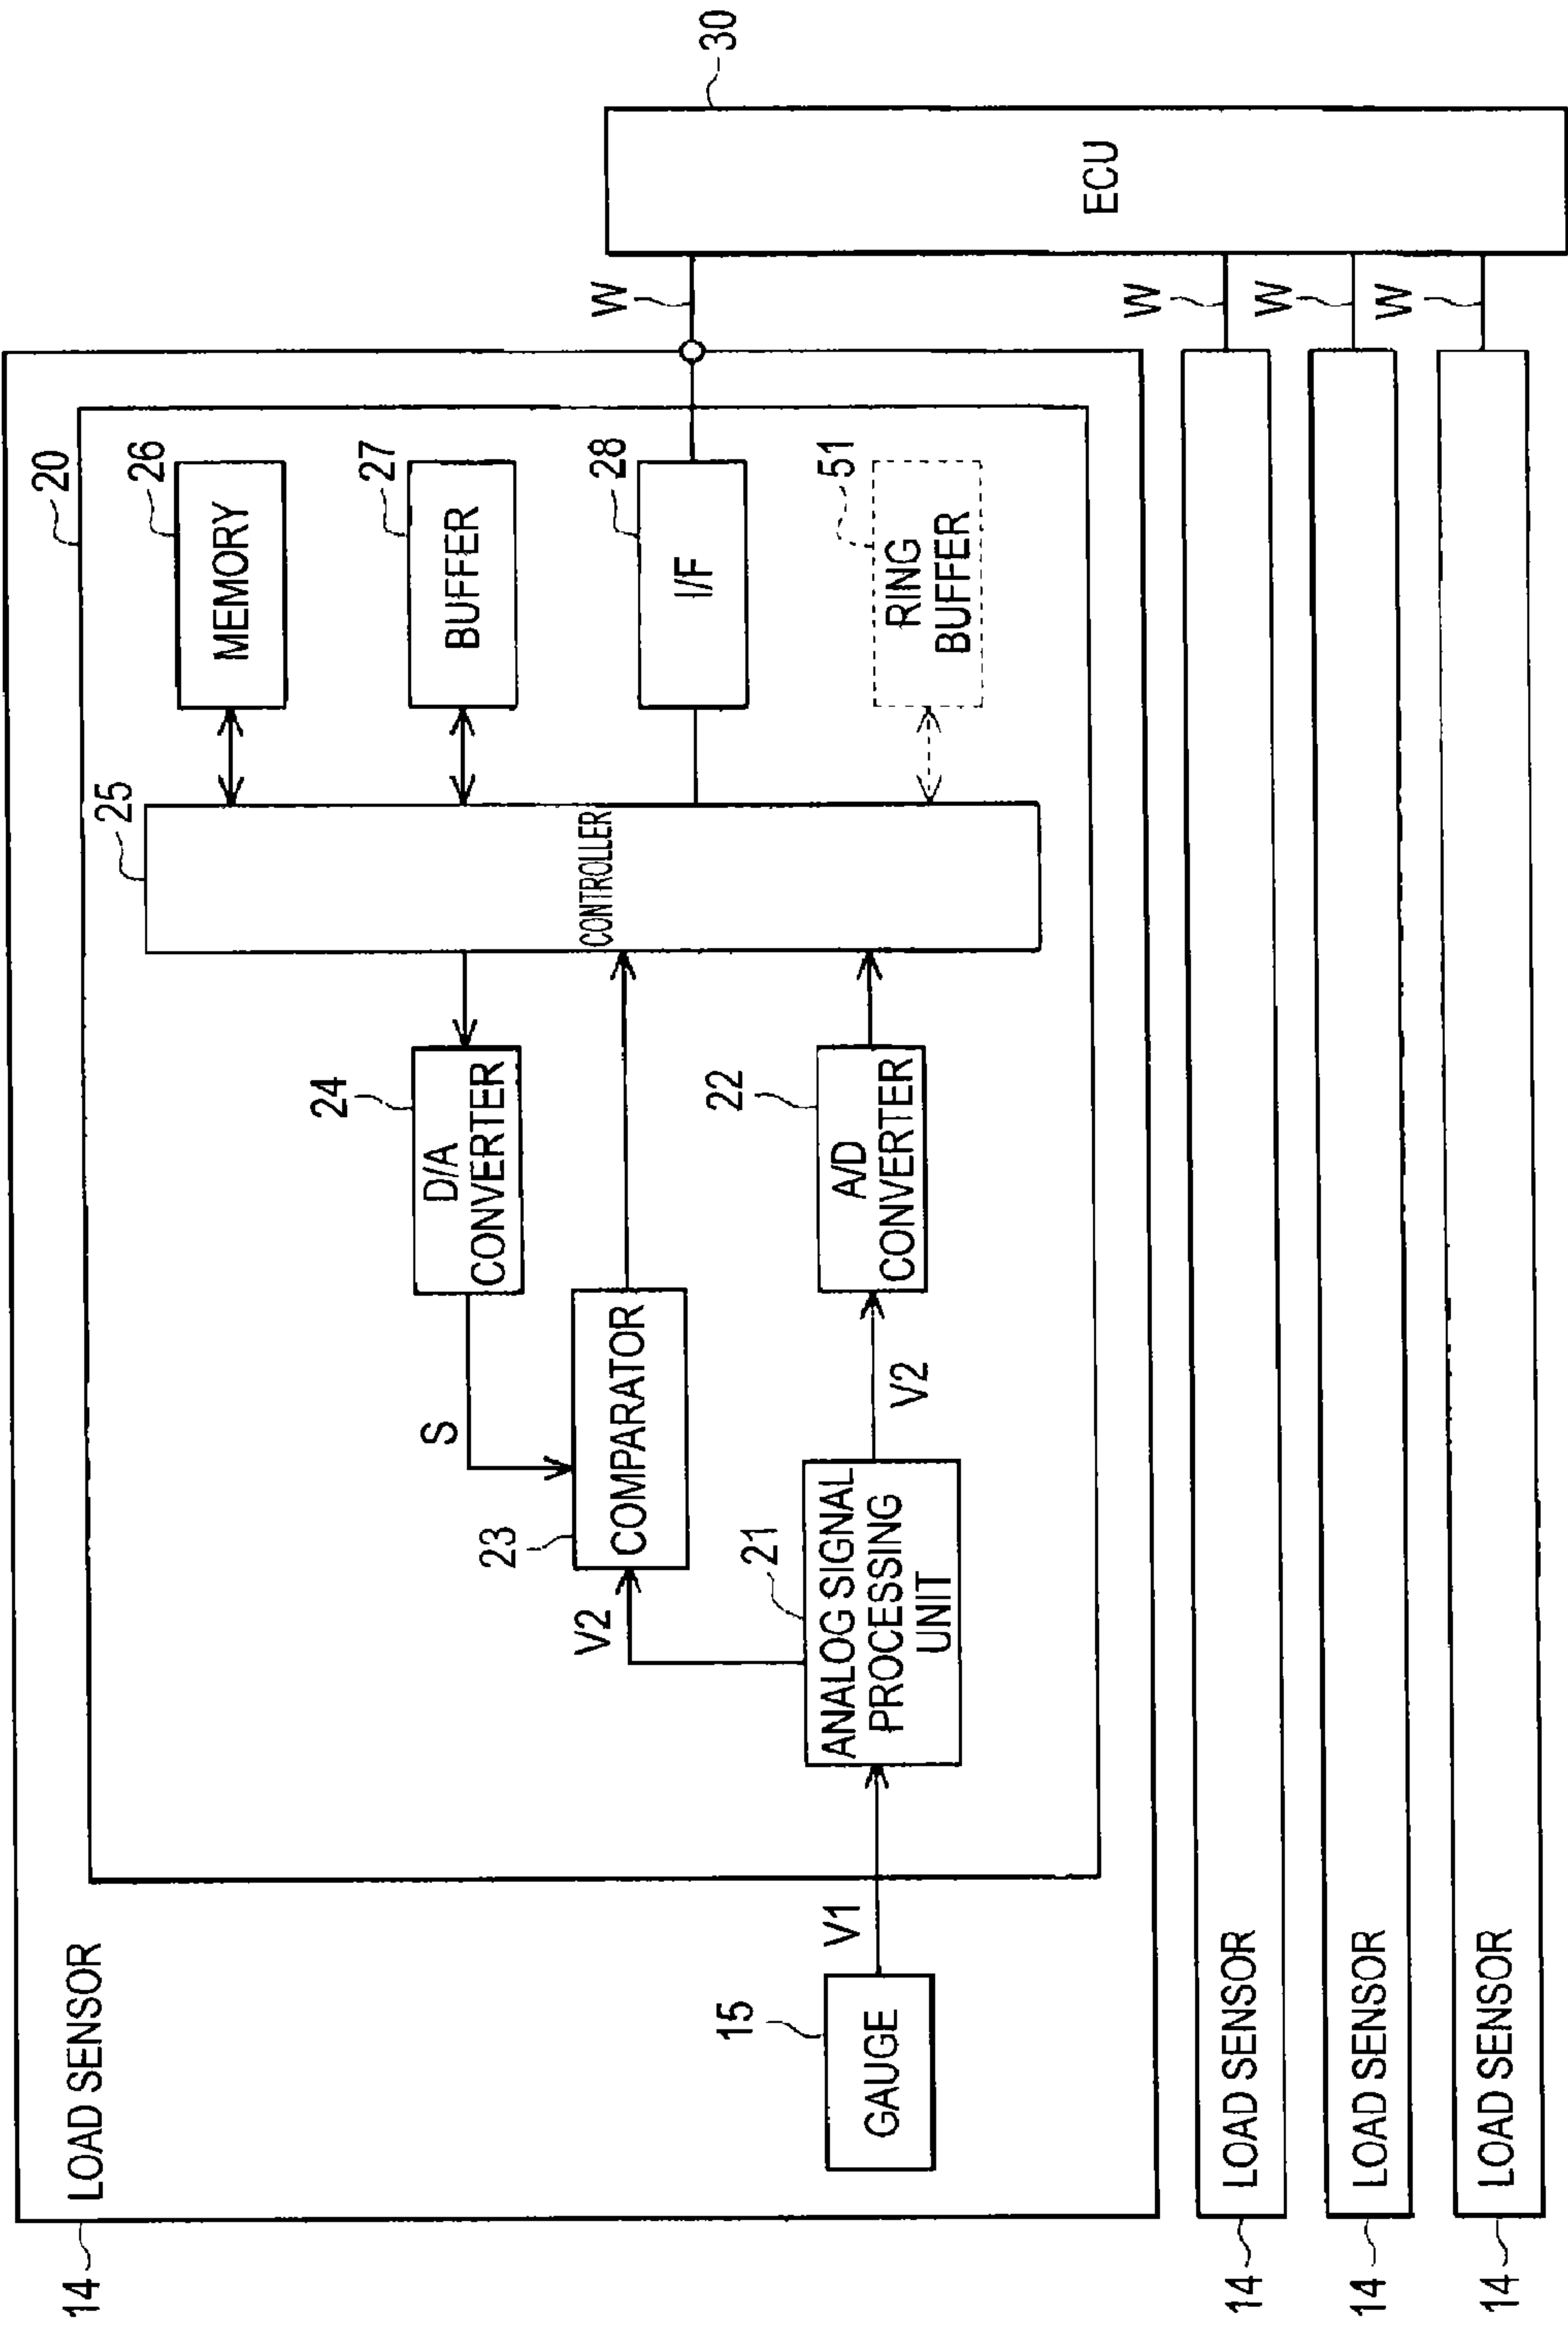 14
LOAD SENSOR
20
25
26
MEMORY
27
BUFFER
24
D/A
CONVERTER
S
23
COMPARATOR
CONTROLLER
28
I/F
W
30
ECU
V2
21
ANALOG SIGNAL
PROCESSING
UNIT
V2
22
A/D
CONVERTER
51
RING
BUFFER
15
GAUGE
V1
14
LOAD SENSOR
W
14
LOAD SENSOR
W
14
LOAD SENSOR
W